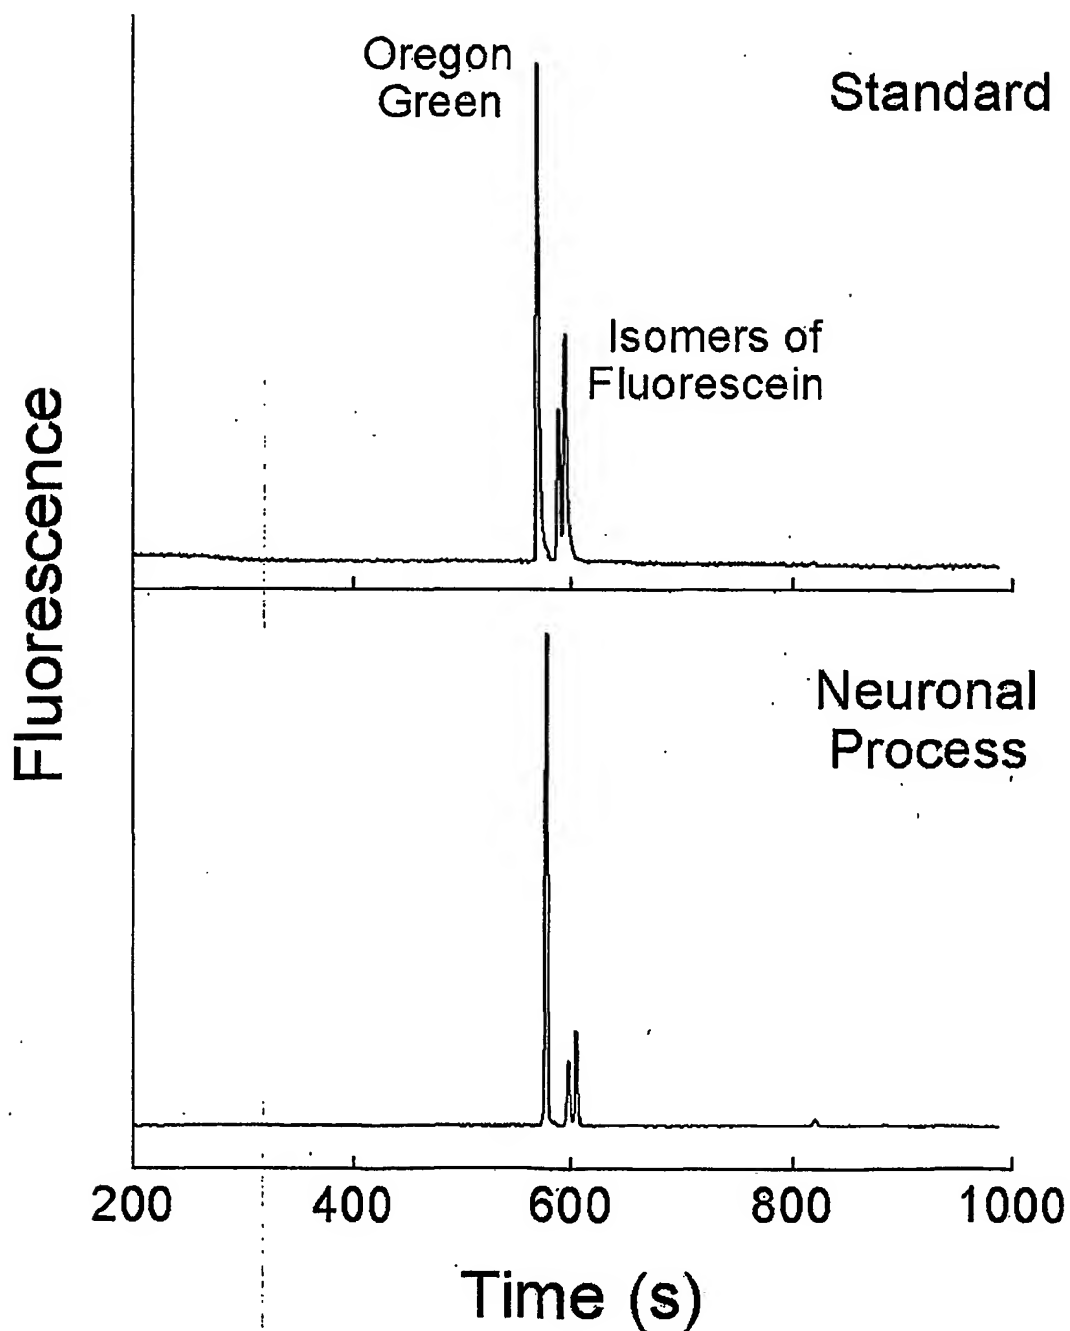 Oregon
Green
Standard
Isomers of
Fluorescein
Fluorescence
Neuronal
Process
200 400 600 800 1000
Time (s)